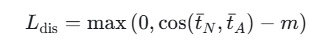 L_dis = max (0, cos(t̄_N, t̄_A) − m)